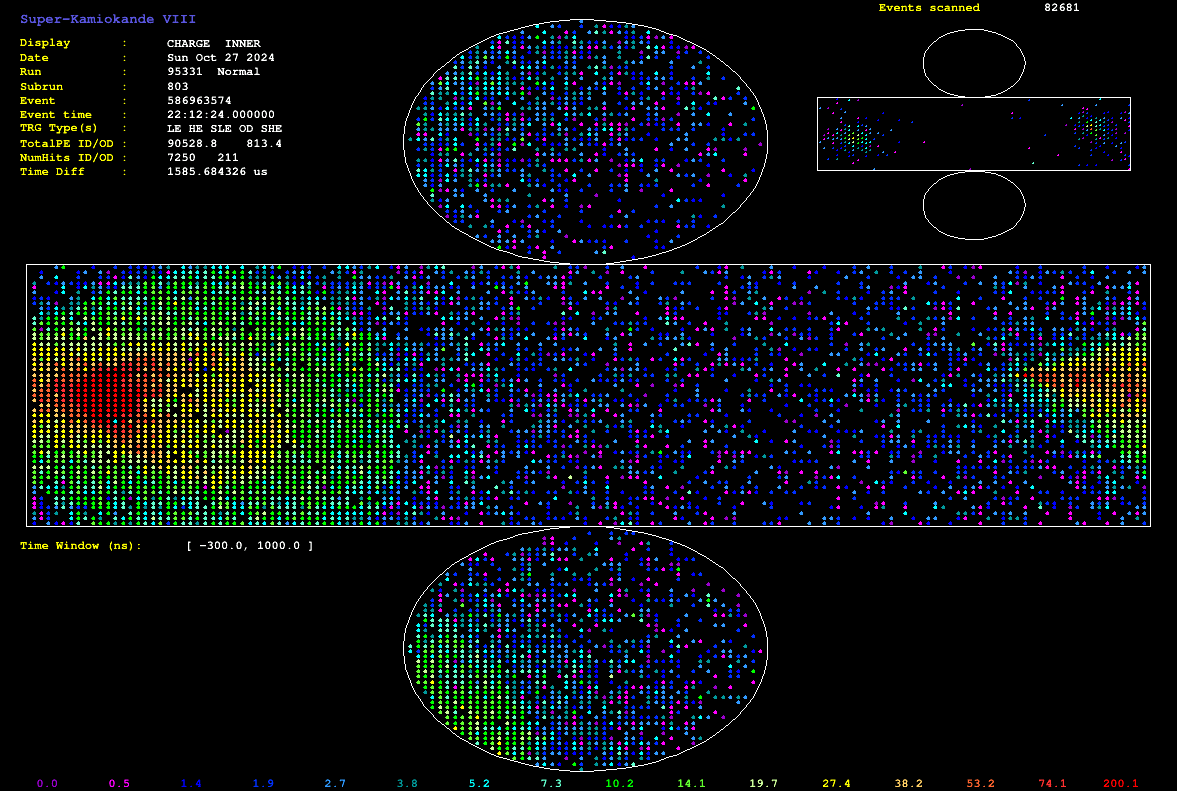 Super-Kamiokande VIII
Events scanned 82681
Display : CHARGE INNER
Date : Sun Oct 27 2024
Run : 95331 Normal
Subrun : 803
Event : 586963574
Event time : 22:12:24.000000
TRG Type(s) : LE HE SLE OD SHE
TotalPE ID/OD : 90528.8 813.4
NumHits ID/OD : 7250 211
Time Diff : 1585.684326 us
Time Window (ns): [ -300.0, 1000.0 ]
0.0 0.5 1.4 1.9 2.7 3.8 5.2 7.3 10.2 14.1 19.7 27.4 38.2 53.2 74.1 200.1